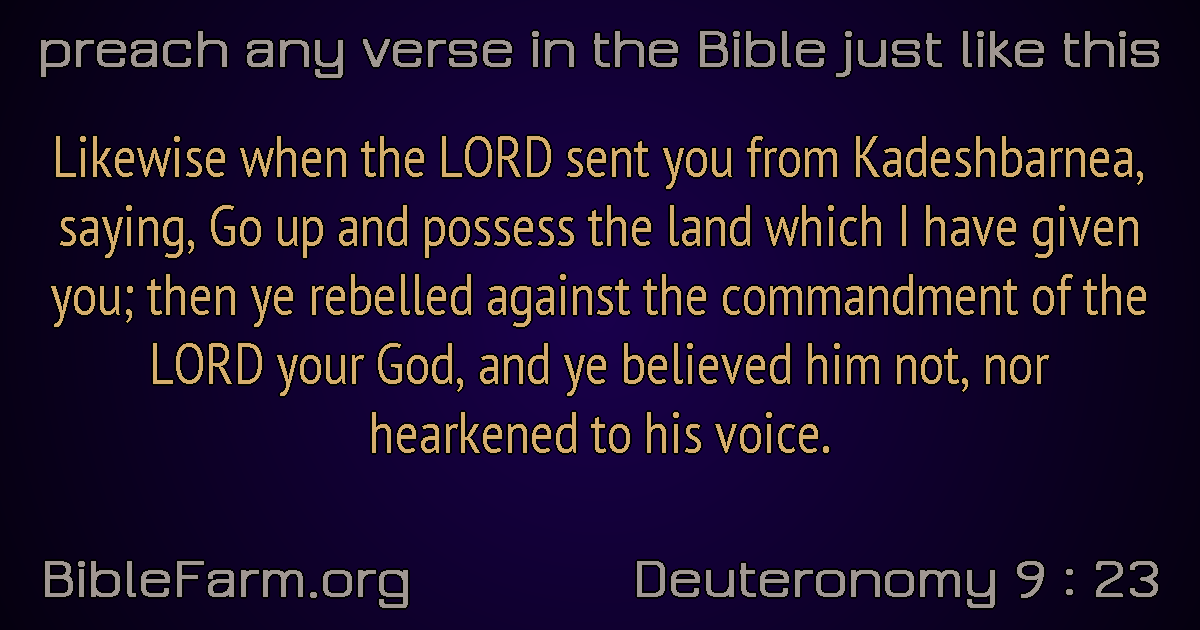 preach any verse in the Bible just like this
Likewise when the LORD sent you from Kadeshbarnea,
saying, Go up and possess the land which I have given
you; then ye rebelled against the commandment of the
LORD your God, and ye believed him not, nor
hearkened to his voice.
BibleFarm.org
Deuteronomy 9 : 23